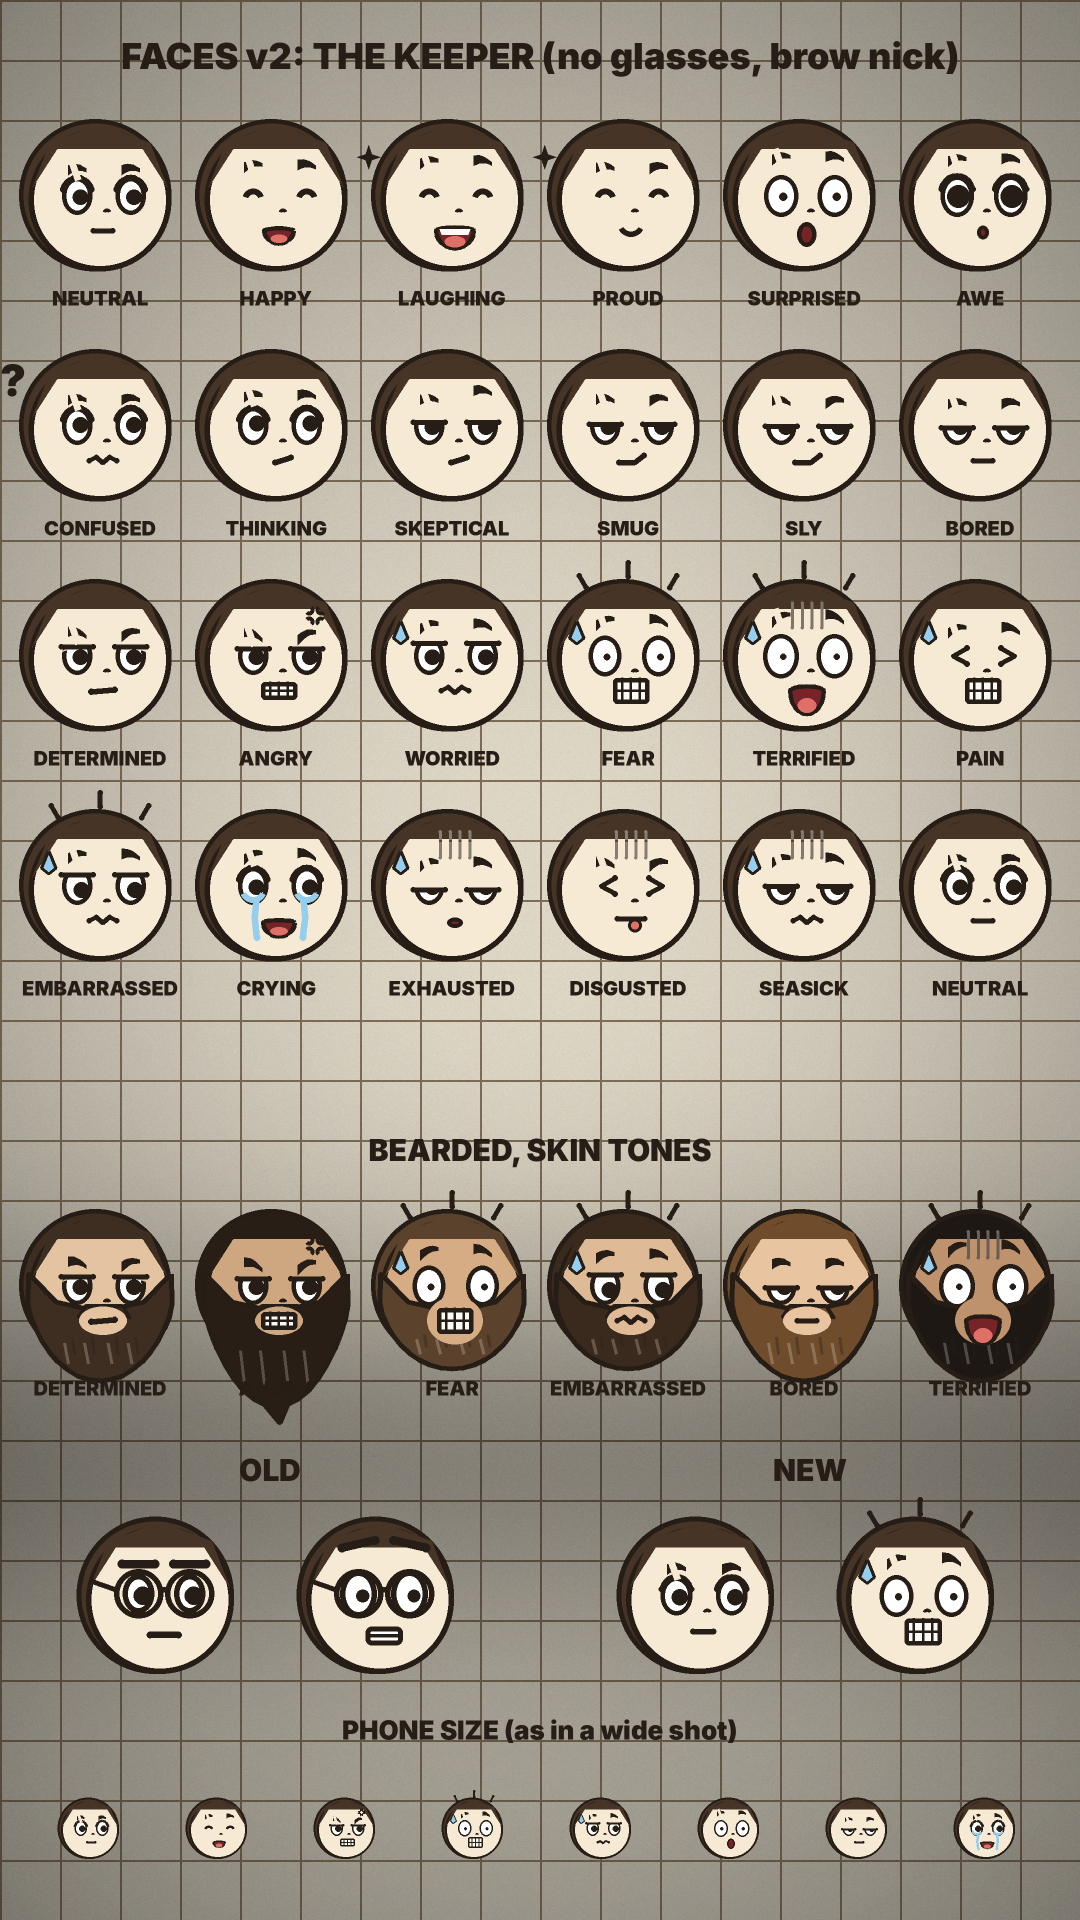 FACES v2: THE KEEPER (no glasses, brow nick)
NEUTRAL HAPPY LAUGHING PROUD SURPRISED AWE
?
CONFUSED THINKING SKEPTICAL SMUG SLY BORED
DETERMINED ANGRY WORRIED FEAR TERRIFIED PAIN
EMBARRASSED CRYING EXHAUSTED DISGUSTED SEASICK NEUTRAL
BEARDED, SKIN TONES
DETERMINED FEAR EMBARRASSED BORED TERRIFIED
OLD NEW
PHONE SIZE (as in a wide shot)